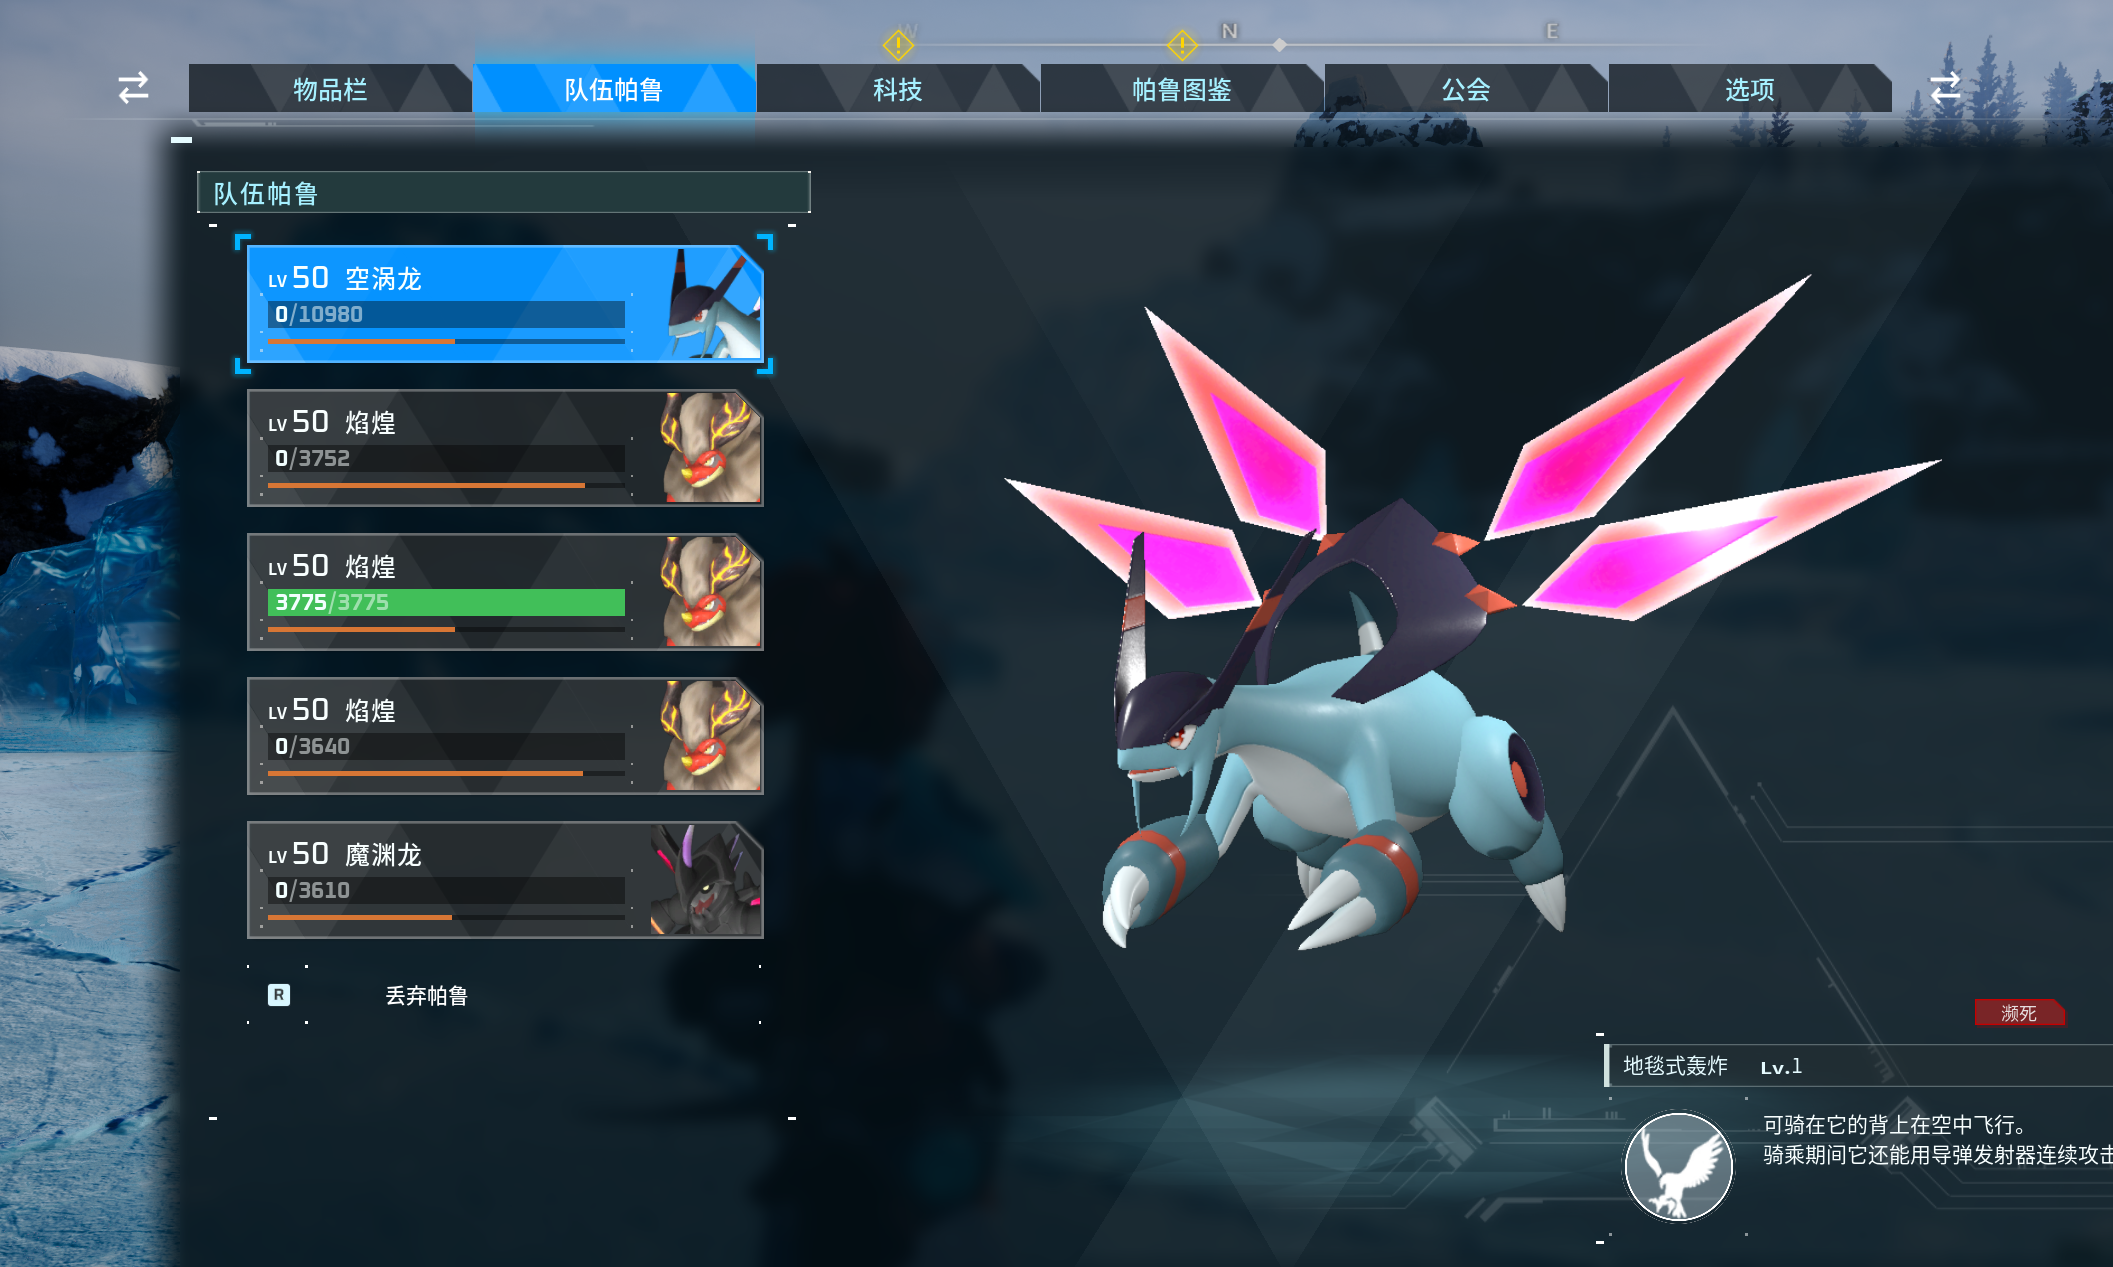 W N E
物品栏 队伍帕鲁 科技 帕鲁图鉴 公会 选项
队伍帕鲁
LV 50 空涡龙
0/10980
LV 50 焰煌
0/3752
LV 50 焰煌
3775/3775
LV 50 焰煌
0/3640
LV 50 魔渊龙
0/3610
R 丢弃帕鲁
濒死
地毯式轰炸 Lv.1
可骑在它的背上在空中飞行。
骑乘期间它还能用导弹发射器连续攻击